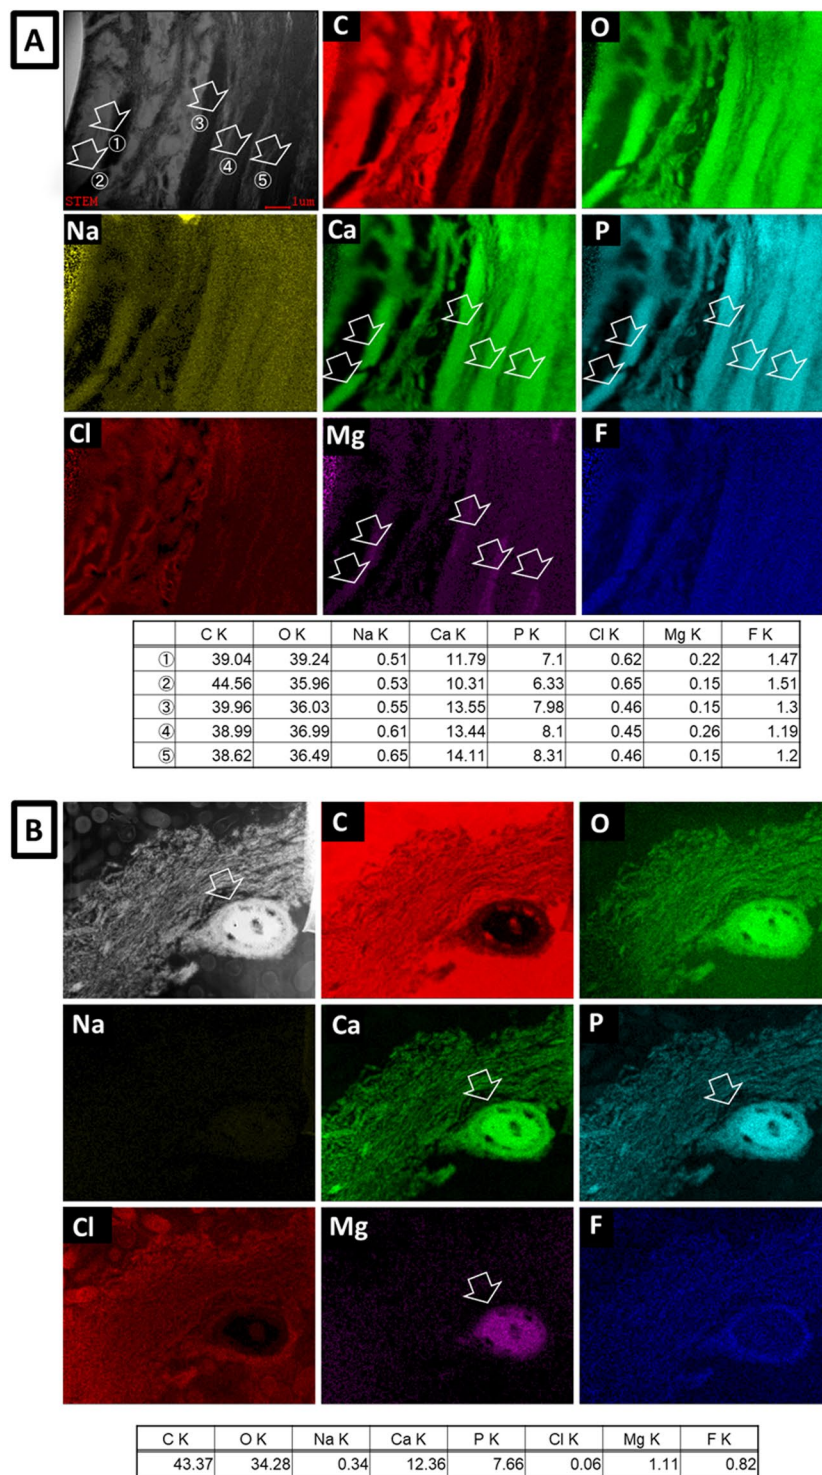 A
C
O
①
②
③
④
⑤
STEM
1um
Na
Ca
P
Cl
Mg
F
C K O K Na K Ca K P K Cl K Mg K F K
① 39.04 39.24 0.51 11.79 7.1 0.62 0.22 1.47
② 44.56 35.96 0.53 10.31 6.33 0.65 0.15 1.51
③ 39.96 36.03 0.55 13.55 7.98 0.46 0.15 1.3
④ 38.99 36.99 0.61 13.44 8.1 0.45 0.26 1.19
⑤ 38.62 36.49 0.65 14.11 8.31 0.46 0.15 1.2
B
C
O
Na
Ca
P
Cl
Mg
F
C K O K Na K Ca K P K Cl K Mg K F K
43.37 34.28 0.34 12.36 7.66 0.06 1.11 0.82